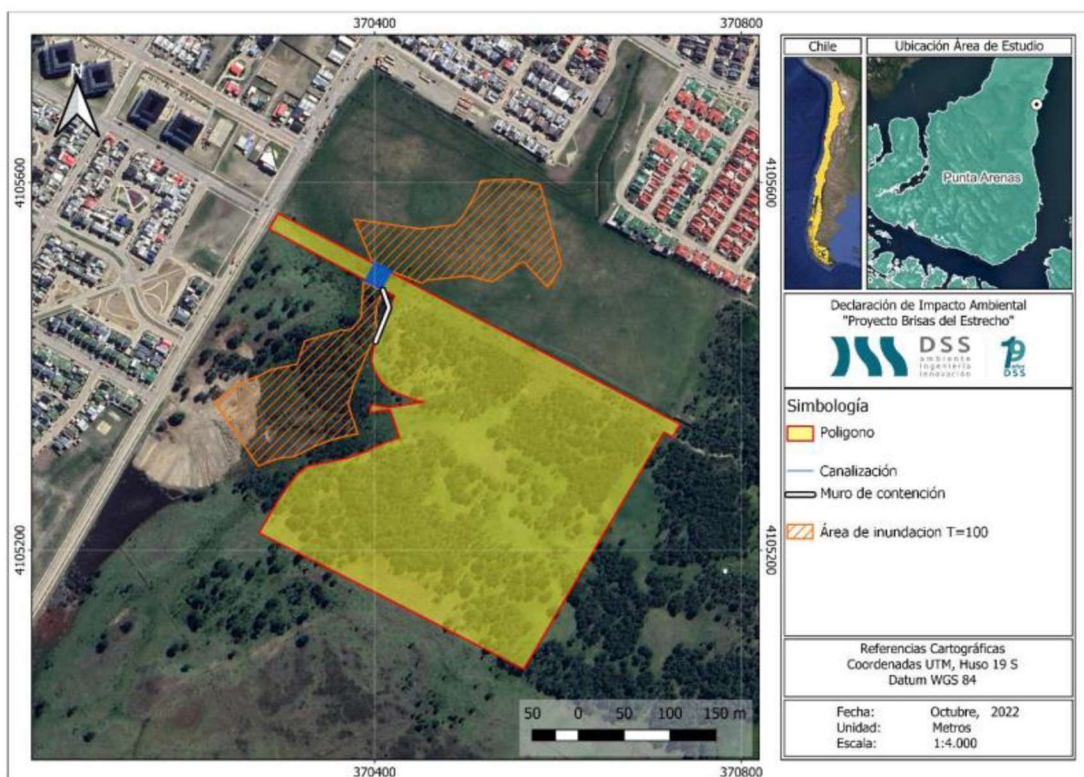 370400
370800
4105600
4105200
N
50 0 50 100 150 m
4105600
4105200
370400
370800
Chile
Ubicación Área de Estudio
Punta Arenas
Declaración de Impacto Ambiental
"Proyecto Brisas del Estrecho"
DSS
ambiente
ingeniería
innovación
DSS
Simbología
Poligono
Canalización
Muro de contención
Área de inundacion T=100
Referencias Cartográficas
Coordenadas UTM, Huso 19 S
Datum WGS 84
Fecha: Octubre, 2022
Unidad: Metros
Escala: 1:4.000